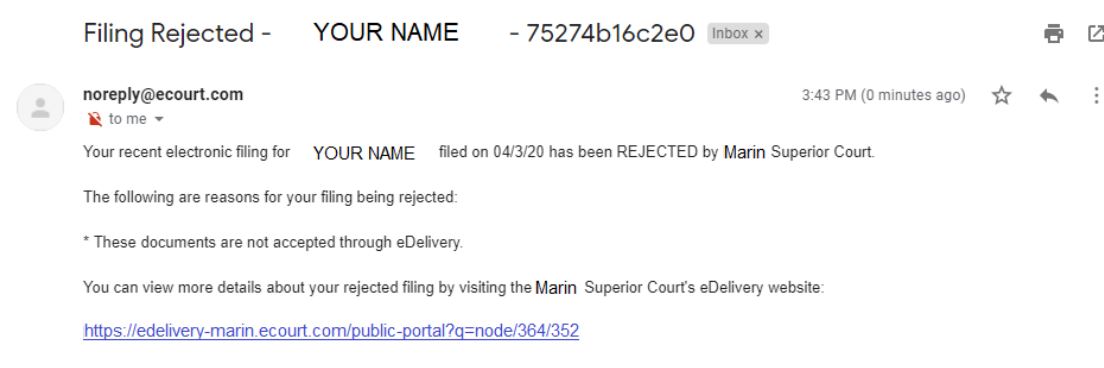 Filing Rejected - YOUR NAME - 75274b16c2e0 Inbox x
noreply@ecourt.com 3:43 PM (0 minutes ago)
to me
Your recent electronic filing for YOUR NAME filed on 04/3/20 has been REJECTED by Marin Superior Court.
The following are reasons for your filing being rejected:
* These documents are not accepted through eDelivery.
You can view more details about your rejected filing by visiting the Marin Superior Court's eDelivery website:
https://edelivery-marin.ecourt.com/public-portal?q=node/364/352